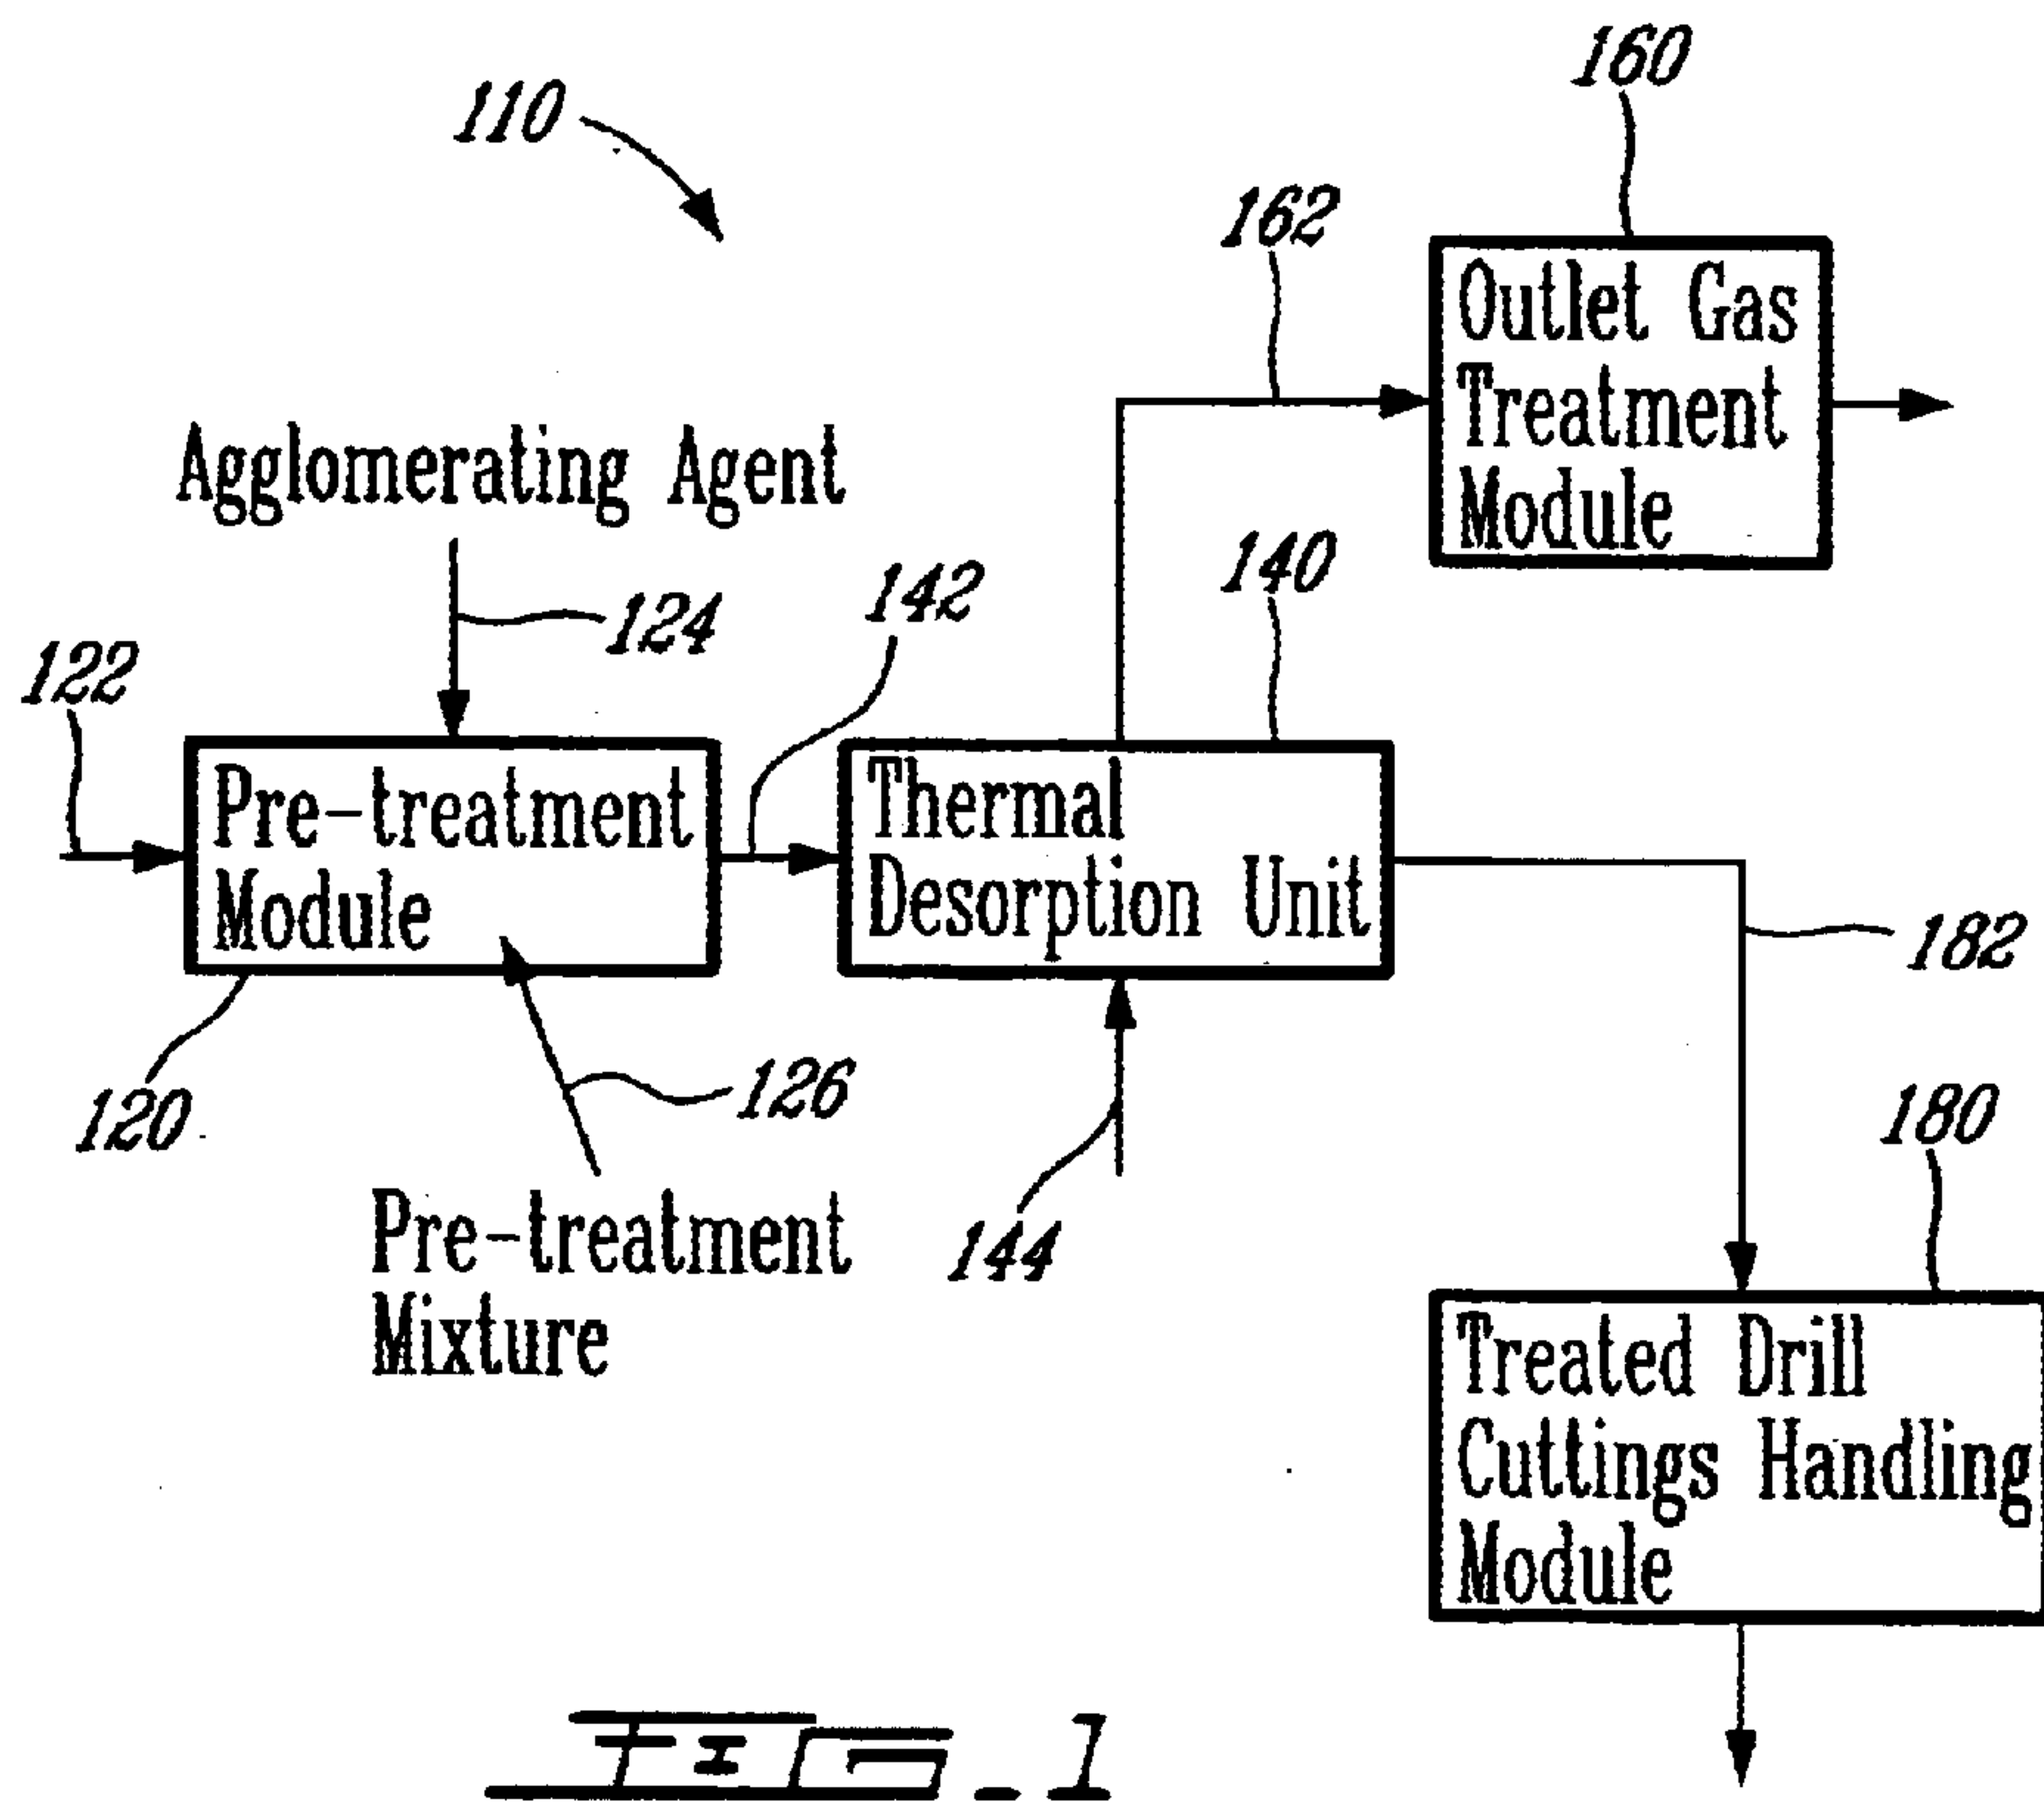 110
160
162
Outlet Gas
Treatment
Module
Agglomerating Agent
124
142
140
122
Pre-treatment
Module
Thermal
Desorption Unit
182
120
126
180
Pre-treatment
Mixture
144
Treated Drill
Cuttings Handling
Module
FIG. 1